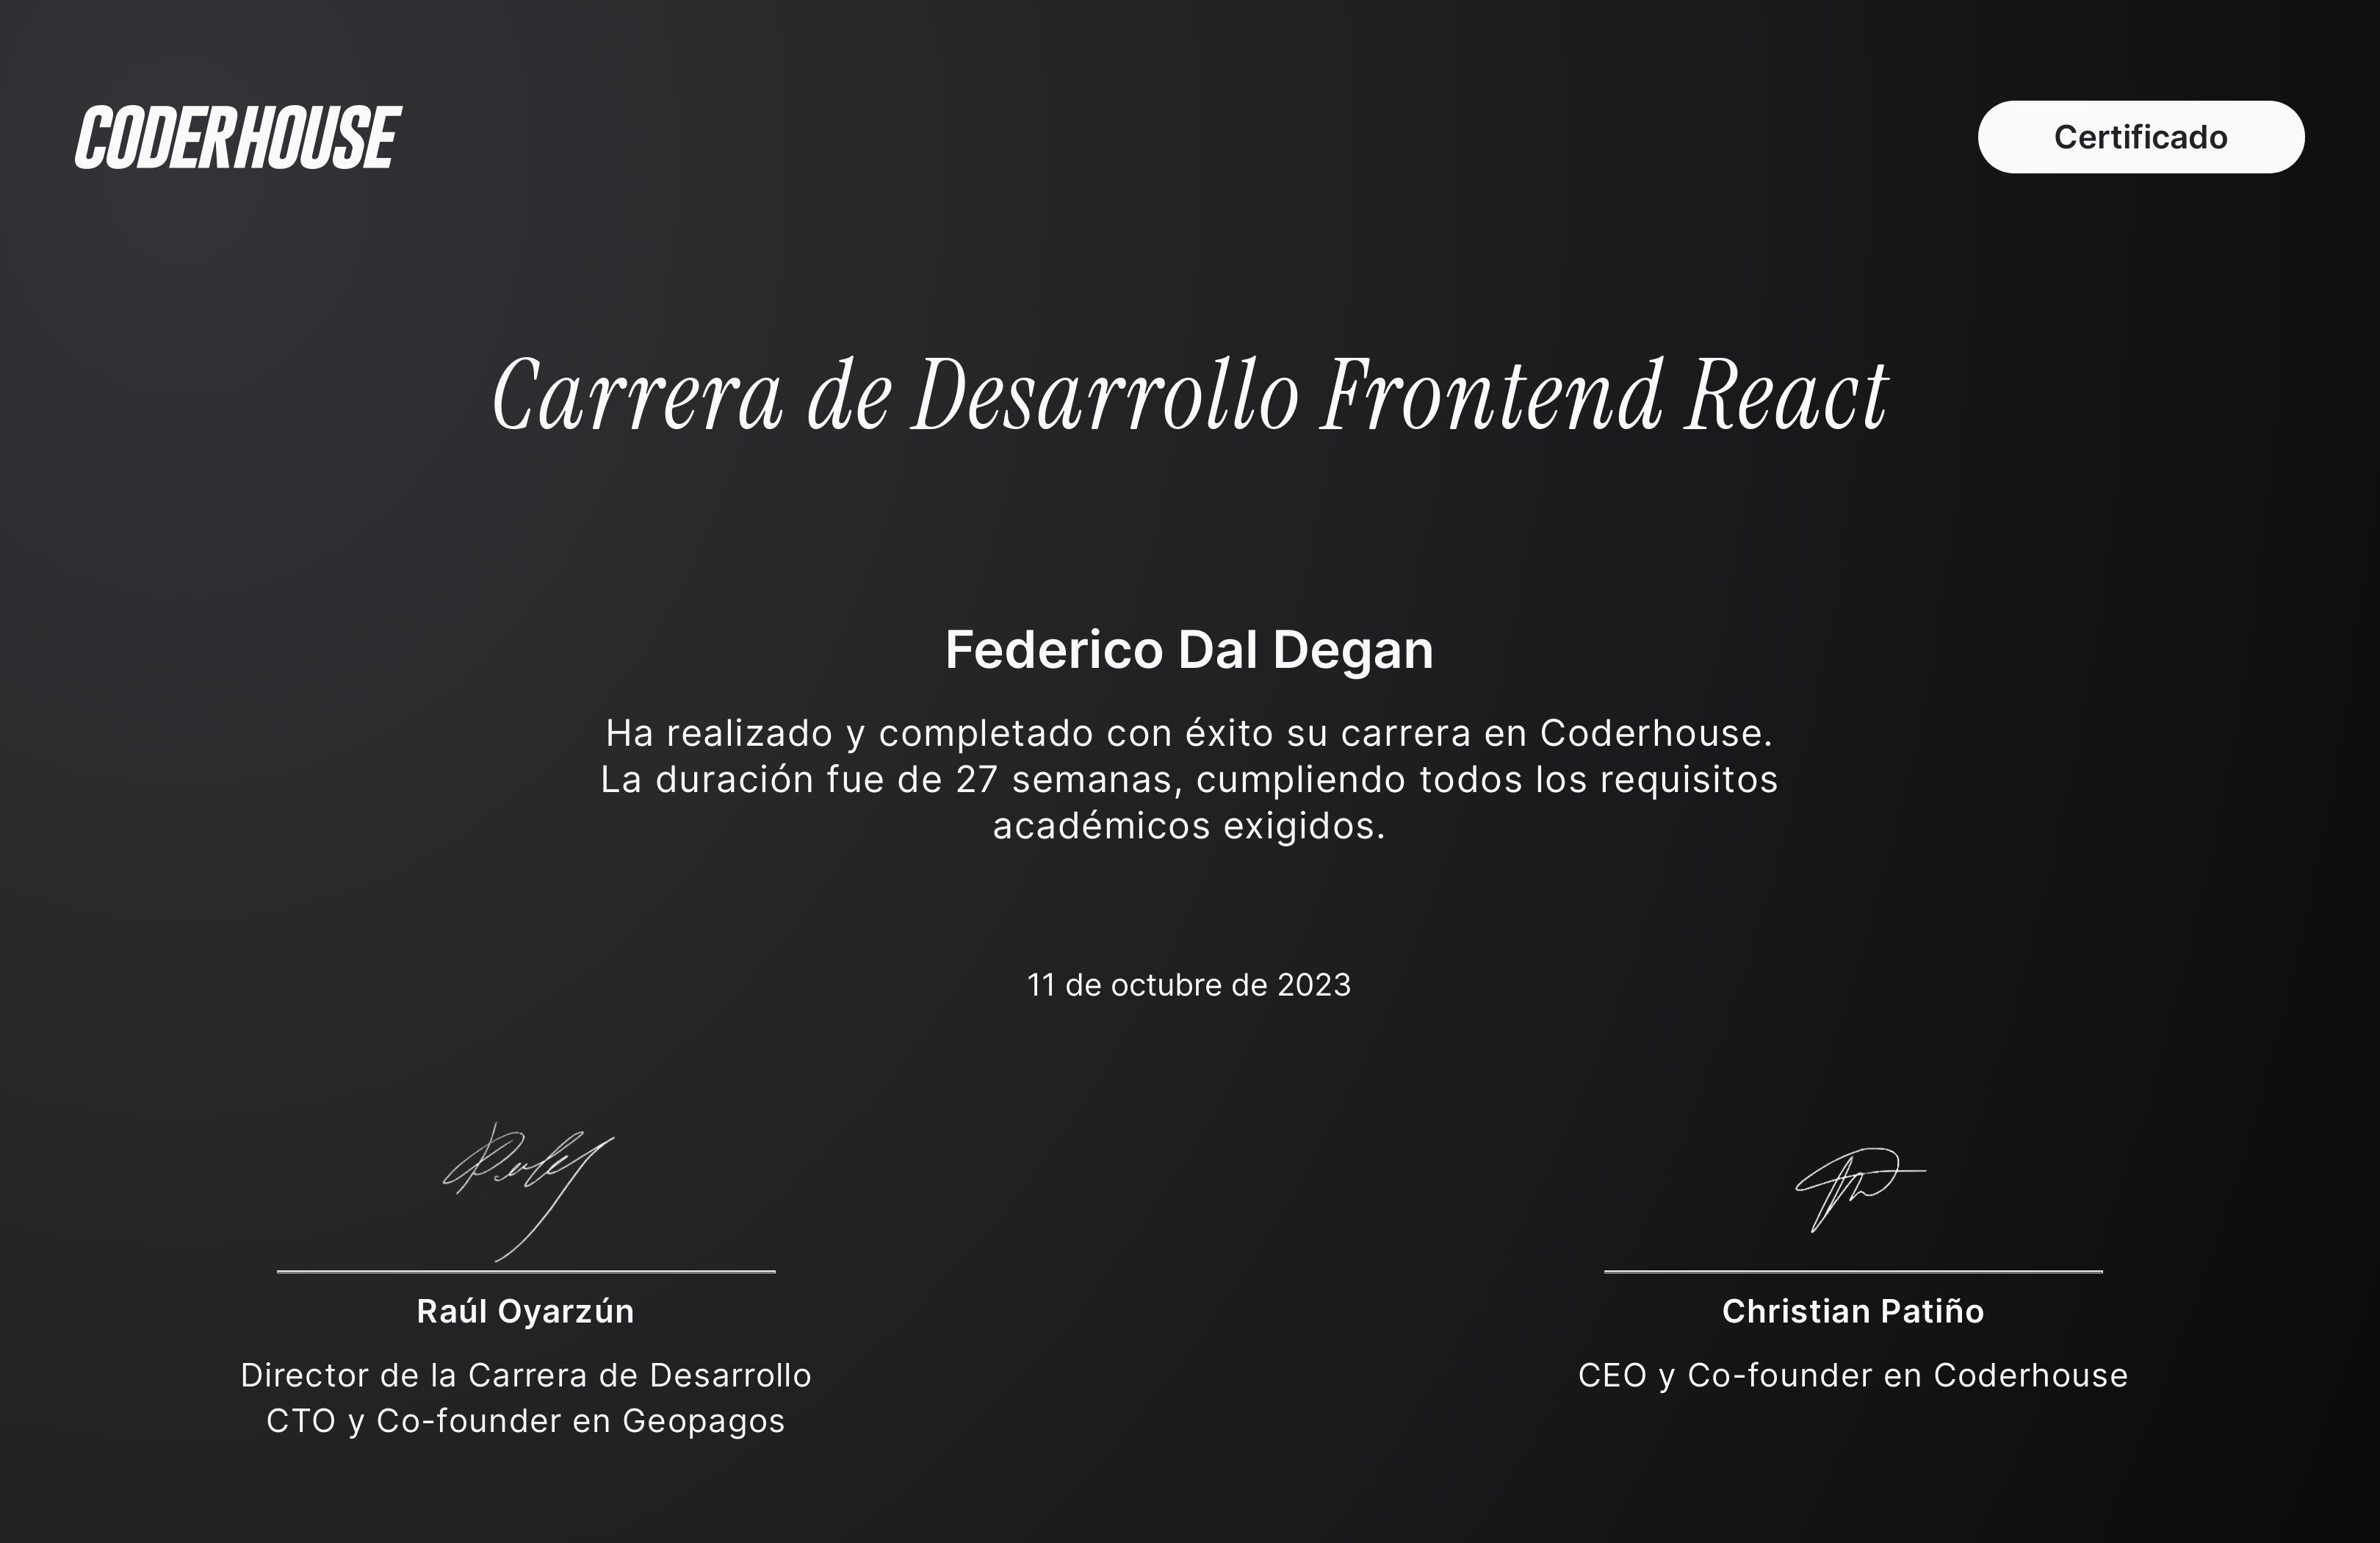 CODERHOUSE
Certificado
Carrera de Desarrollo Frontend React
Federico Dal Degan
Ha realizado y completado con éxito su carrera en Coderhouse.
La duración fue de 27 semanas, cumpliendo todos los requisitos
académicos exigidos.
11 de octubre de 2023
Raúl Oyarzún
Director de la Carrera de Desarrollo
CTO y Co-founder en Geopagos
Christian Patiño
CEO y Co-founder en Coderhouse